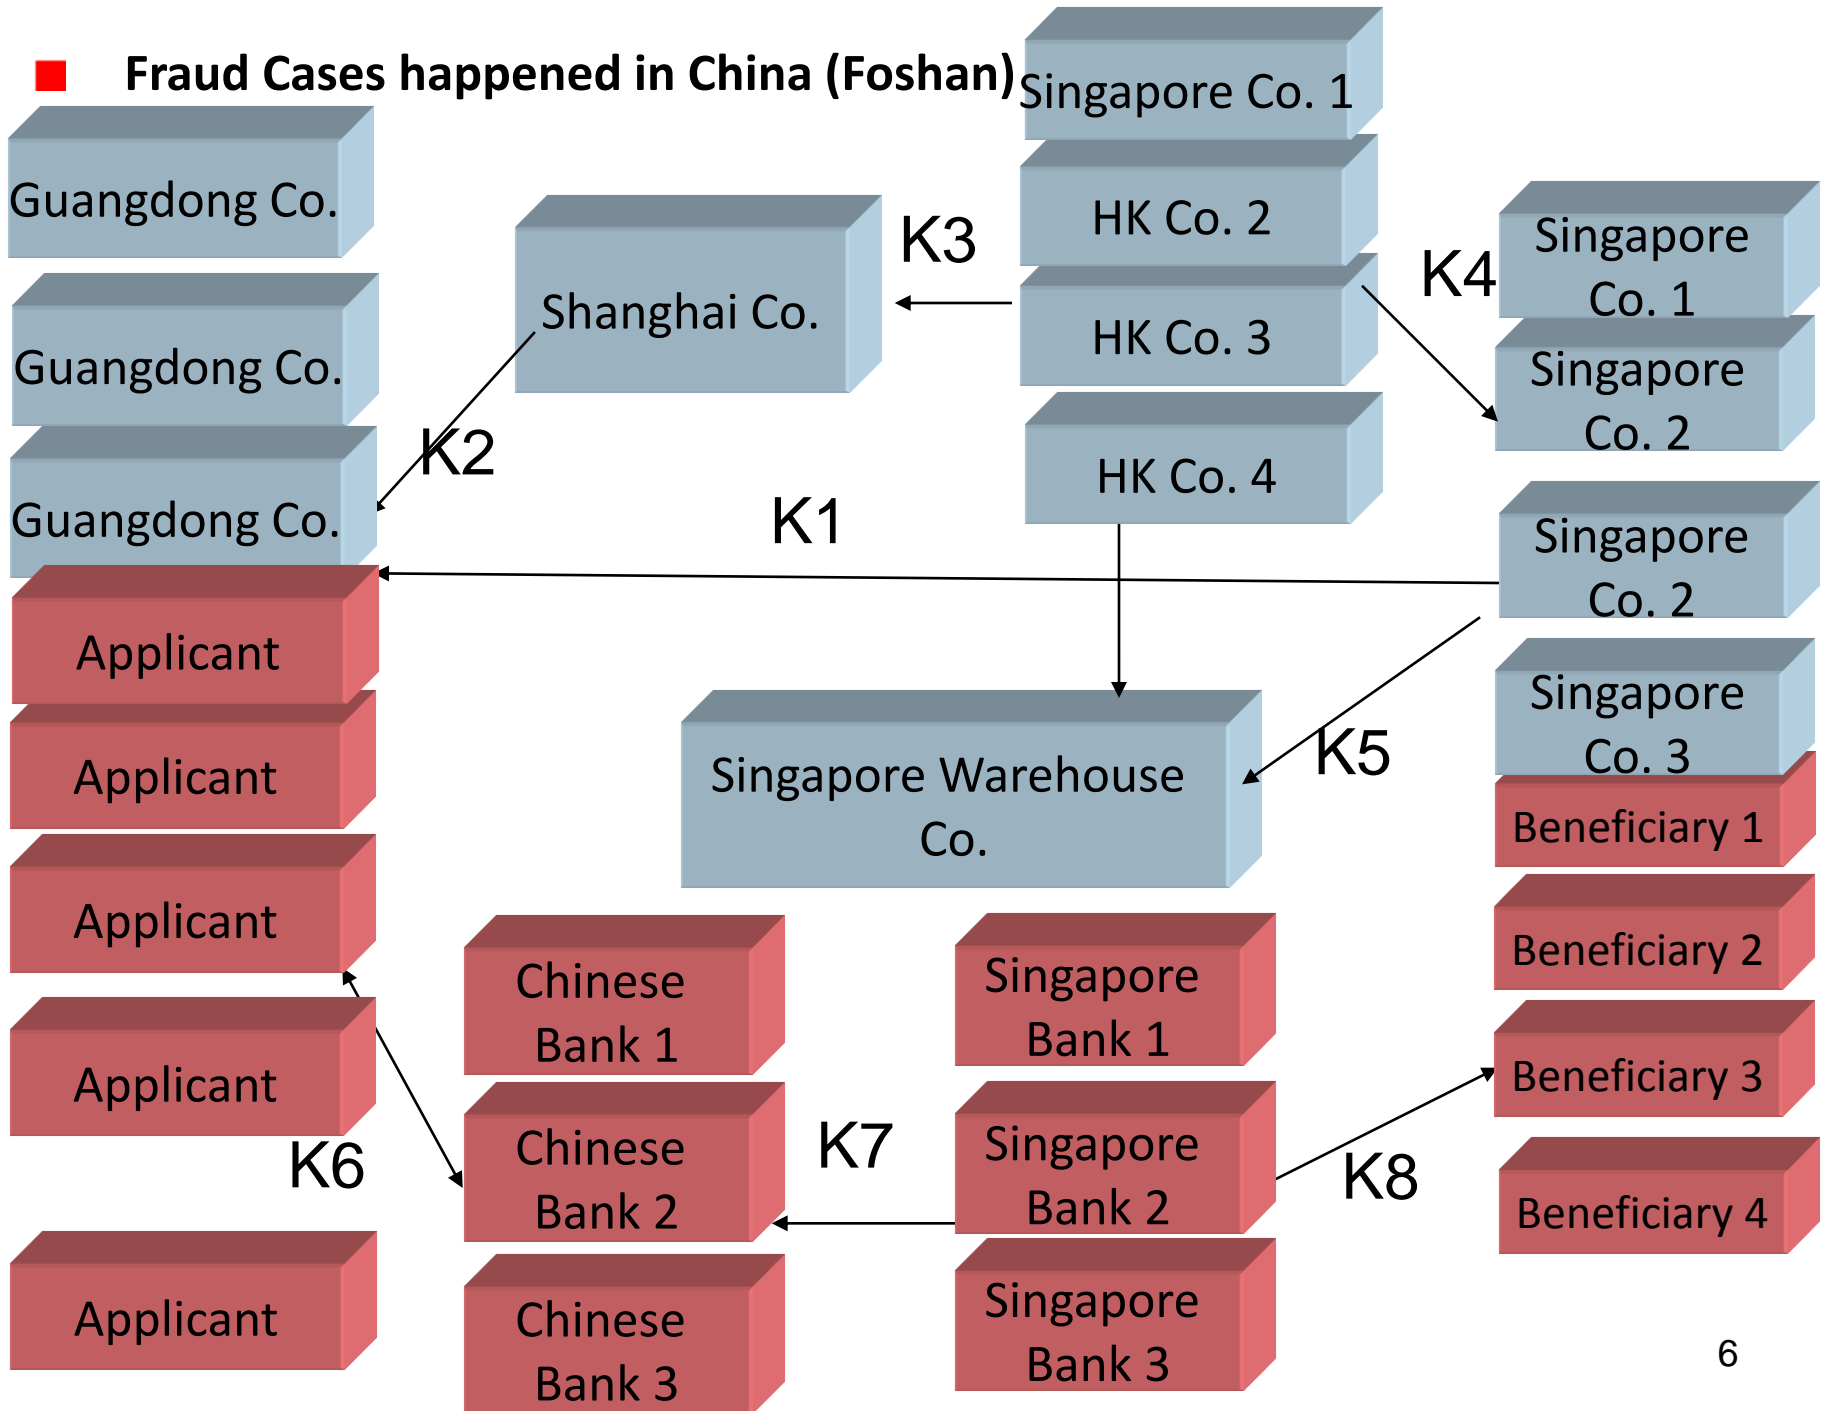 Fraud Cases happened in China (Foshan)
Singapore Co. 1
Guangdong Co.
HK Co. 2
K3
Singapore
Co. 1
K4
Shanghai Co.
HK Co. 3
Guangdong Co.
Singapore
Co. 2
K2
HK Co. 4
Guangdong Co.
K1
Singapore
Co. 2
Applicant
Singapore
Co. 3
K5
Applicant
Singapore Warehouse
Co.
Beneficiary 1
Applicant
Beneficiary 2
Chinese
Bank 1
Singapore
Bank 1
Applicant
Beneficiary 3
K6
Chinese
Bank 2
K7
Singapore
Bank 2
K8
Beneficiary 4
Applicant
Chinese
Bank 3
Singapore
Bank 3
6